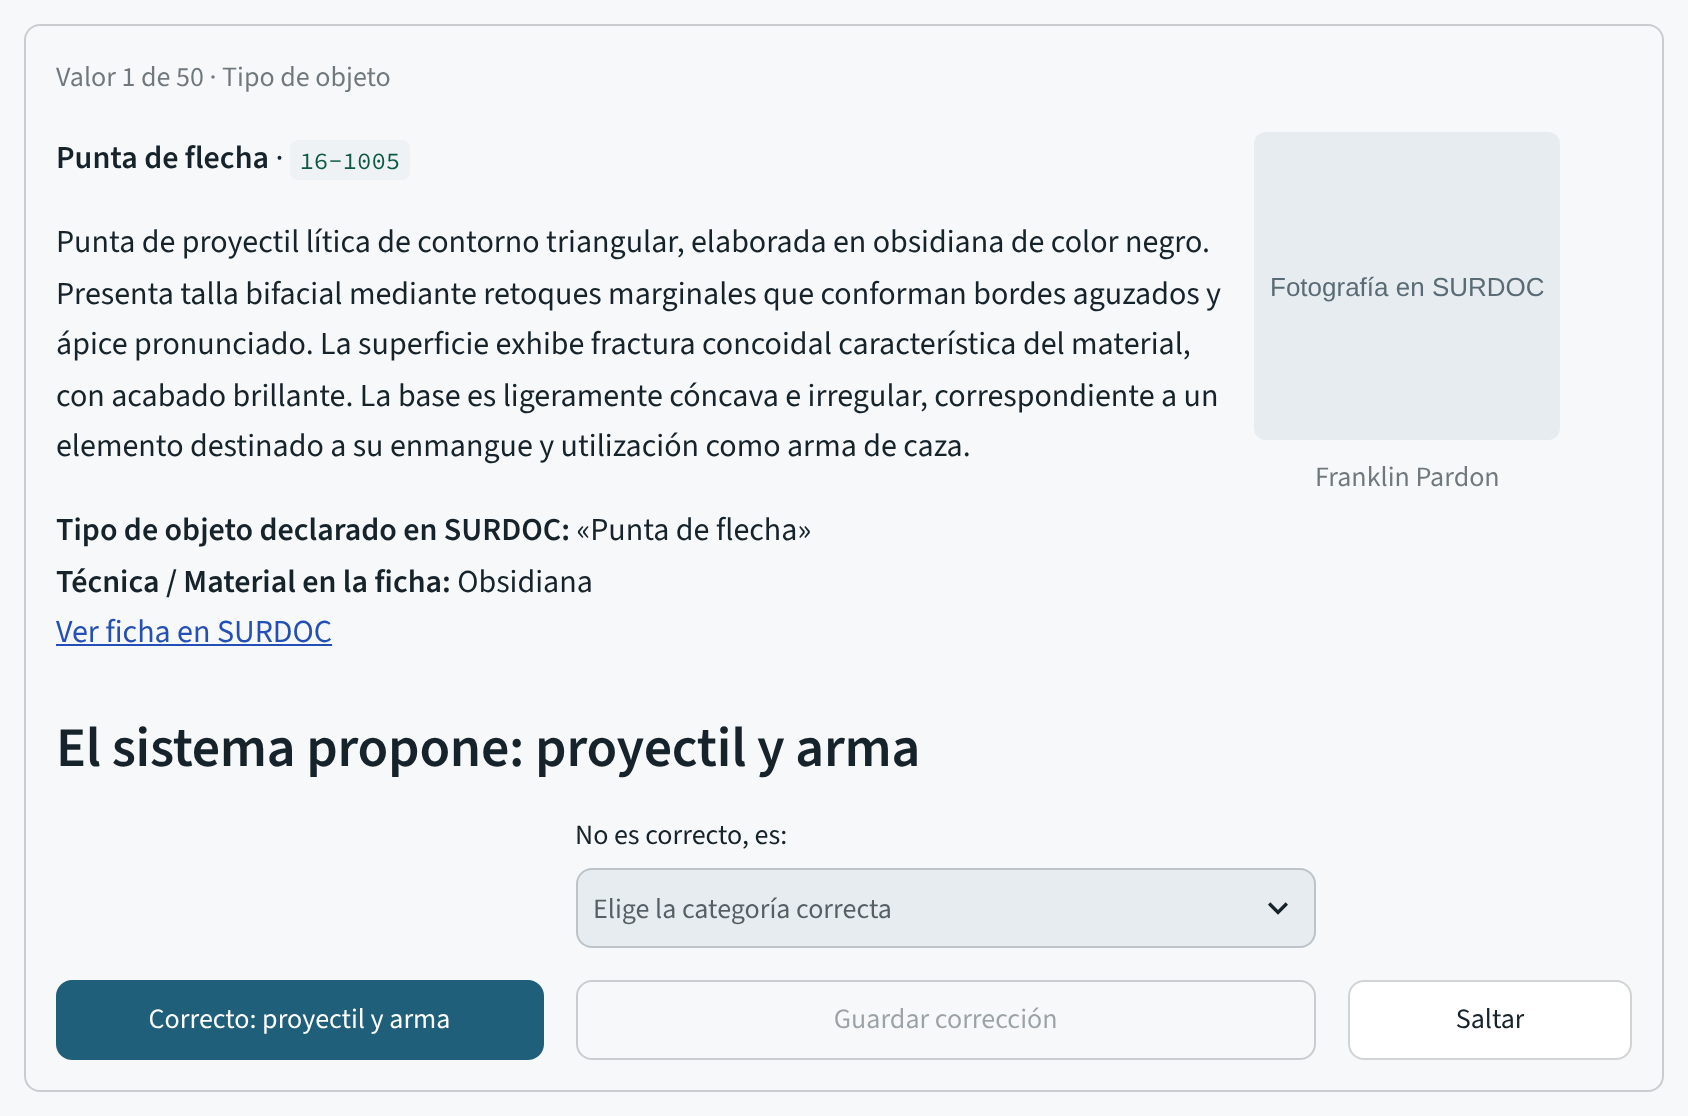 Valor 1 de 50 · Tipo de objeto
Punta de flecha · 16-1005
Punta de proyectil lítica de contorno triangular, elaborada en obsidiana de color negro.
Presenta talla bifacial mediante retoques marginales que conforman bordes aguzados y
ápice pronunciado. La superficie exhibe fractura concoidal característica del material,
con acabado brillante. La base es ligeramente cóncava e irregular, correspondiente a un
elemento destinado a su enmangue y utilización como arma de caza.
Fotografía en SURDOC
Franklin Pardon
Tipo de objeto declarado en SURDOC: «Punta de flecha»
Técnica / Material en la ficha: Obsidiana
Ver ficha en SURDOC
El sistema propone: proyectil y arma
No es correcto, es:
Elige la categoría correcta
Correcto: proyectil y arma
Guardar corrección
Saltar